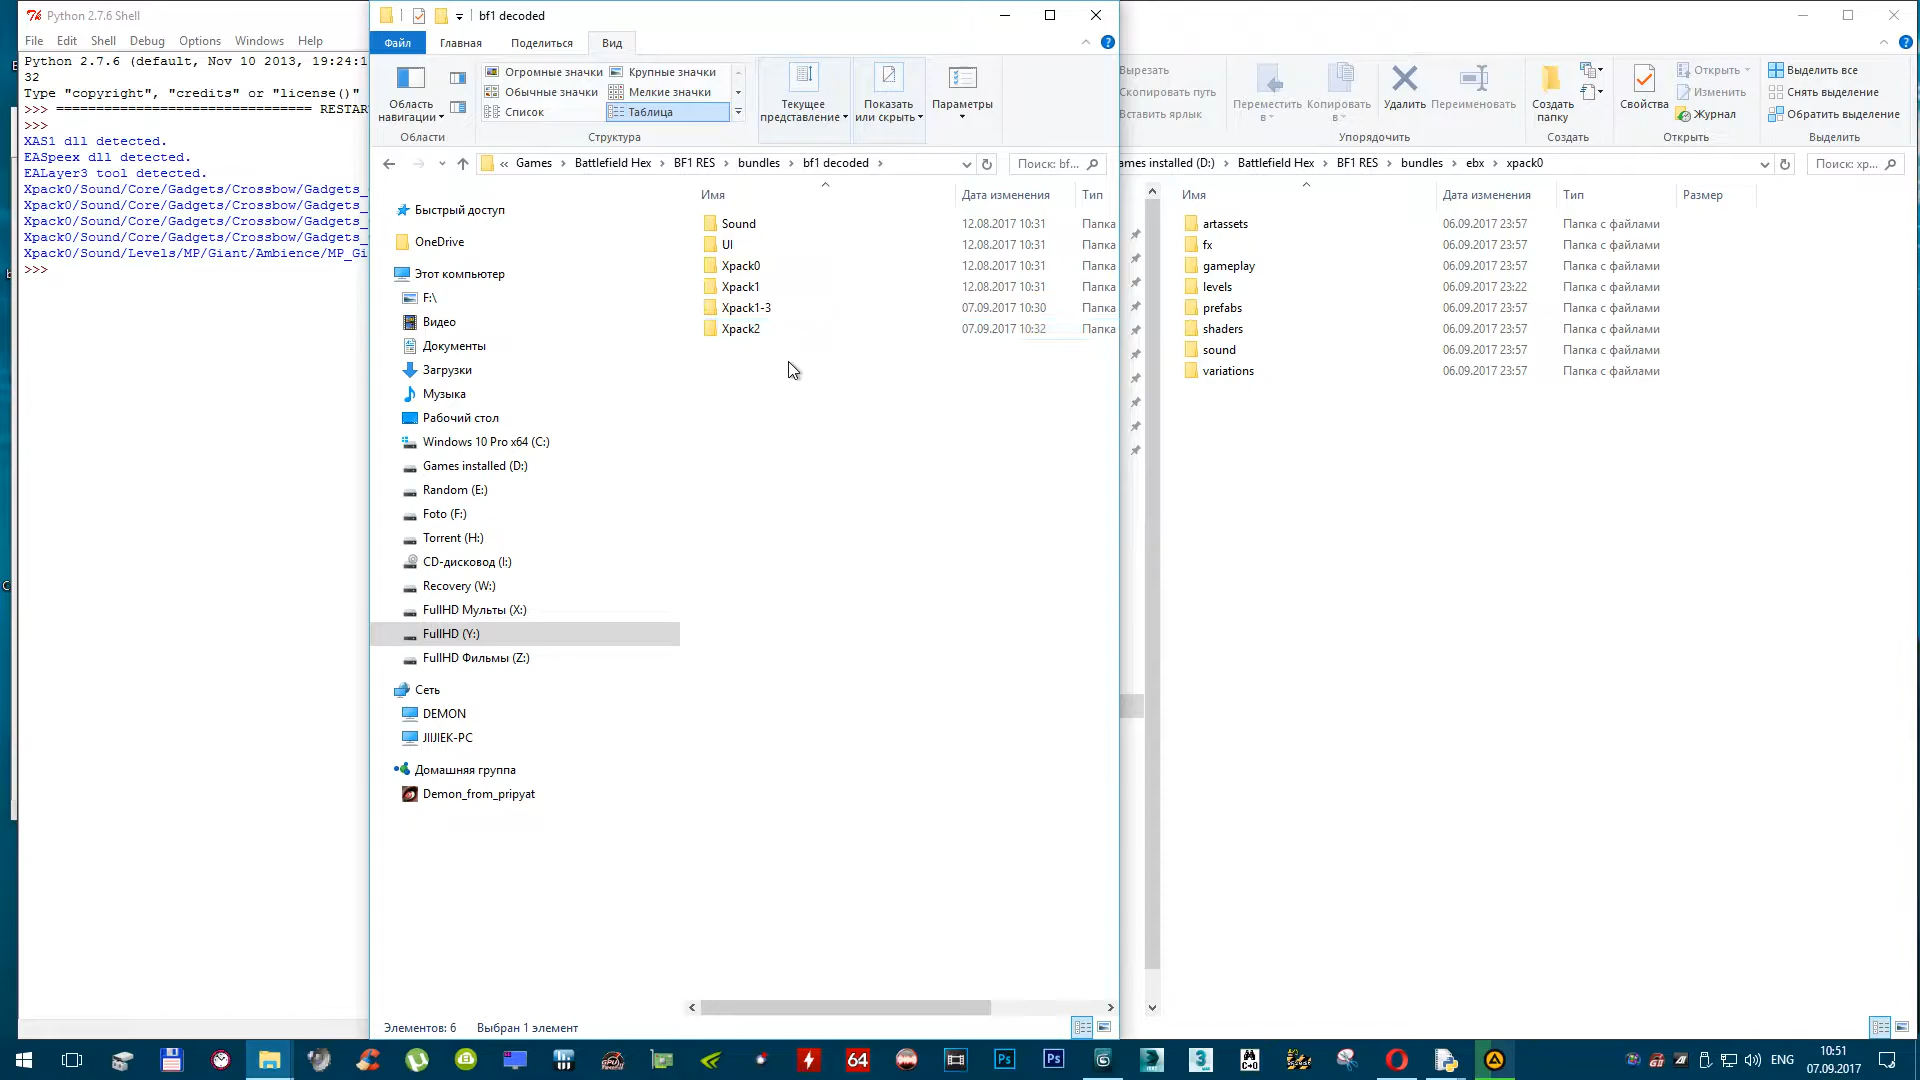 Python 2.7.6 Shell
File Edit Shell Debug Options Windows Help
Python 2.7.6 (default, Nov 10 2013, 19:24:1
32
Type "copyright", "credits" or "license()"
>>> ================================ RESTAR
>>>
XAS1 dll detected.
EASpeex dll detected.
EALayer3 tool detected.
Xpack0/Sound/Core/Gadgets/Crossbow/Gadgets_
Xpack0/Sound/Core/Gadgets/Crossbow/Gadgets_
Xpack0/Sound/Core/Gadgets/Crossbow/Gadgets_
Xpack0/Sound/Core/Gadgets/Crossbow/Gadgets_
Xpack0/Sound/Levels/MP/Giant/Ambience/MP_Gi
>>>
bf1 decoded
Файл Главная Поделиться Вид
Область навигации
Огромные значки Крупные значки
Обычные значки Мелкие значки
Список Таблица
Текущее представление
Показать или скрыть
Параметры
Области Структура
« Games > Battlefield Hex > BF1 RES > bundles > bf1 decoded >
Поиск: bf...
Имя Дата изменения Тип
Sound 12.08.2017 10:31 Папка
UI 12.08.2017 10:31 Папка
Xpack0 12.08.2017 10:31 Папка
Xpack1 12.08.2017 10:31 Папка
Xpack1-3 07.09.2017 10:30 Папка
Xpack2 07.09.2017 10:32 Папка
Быстрый доступ
OneDrive
Этот компьютер
F:\
Видео
Документы
Загрузки
Музыка
Рабочий стол
Windows 10 Pro x64 (C:)
Games installed (D:)
Random (E:)
Foto (F:)
Torrent (H:)
CD-дисковод (I:)
Recovery (W:)
FullHD Мульты (X:)
FullHD (Y:)
FullHD Фильмы (Z:)
Сеть
DEMON
JIJIEK-PC
Домашняя группа
Demon_from_pripyat
Элементов: 6 Выбран 1 элемент
Вырезать
Скопировать путь
Вставить ярлык
Переместить в
Копировать в
Удалить
Переименовать
Создать папку
Свойства
Открыть
Изменить
Журнал
Выделить все
Снять выделение
Обратить выделение
Упорядочить Создать Открыть Выделить
ames installed (D:) > Battlefield Hex > BF1 RES > bundles > ebx > xpack0
Поиск: xp...
Имя Дата изменения Тип Размер
artassets 06.09.2017 23:57 Папка с файлами
fx 06.09.2017 23:57 Папка с файлами
gameplay 06.09.2017 23:57 Папка с файлами
levels 06.09.2017 23:22 Папка с файлами
prefabs 06.09.2017 23:57 Папка с файлами
shaders 06.09.2017 23:57 Папка с файлами
sound 06.09.2017 23:57 Папка с файлами
variations 06.09.2017 23:57 Папка с файлами
64
Ps
Ps
3
ENG
10:51
07.09.2017